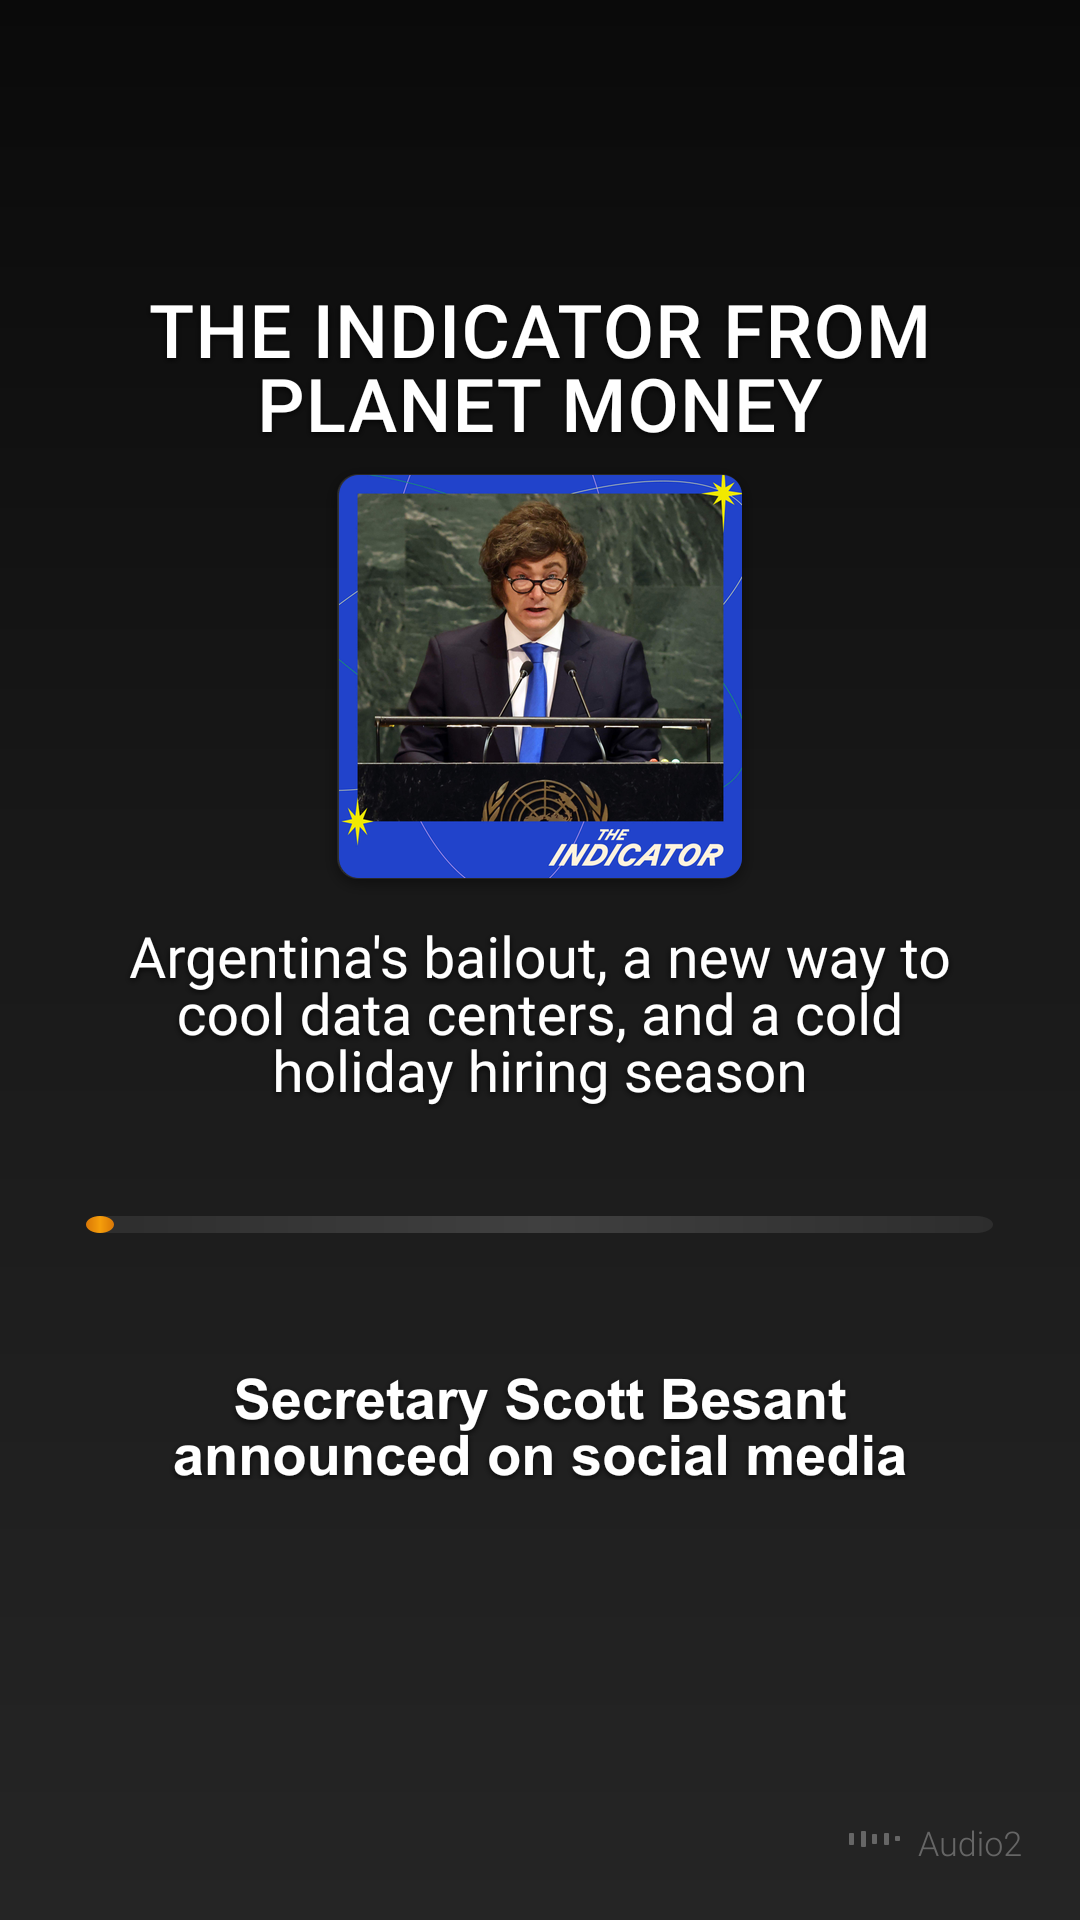 THE INDICATOR FROM
PLANET MONEY
THE
INDICATOR
Argentina's bailout, a new way to
cool data centers, and a cold
holiday hiring season
Secretary Scott Besant
announced on social media
Audio2